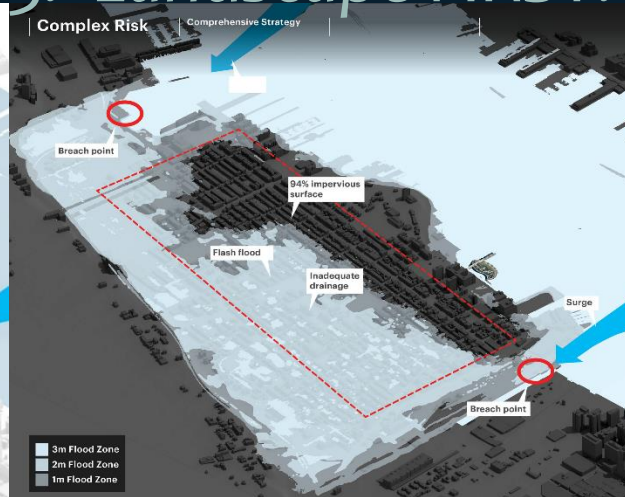 Complex Risk
Comprehensive Strategy
Breach point
94% impervious
surface
Flash flood
Inadequate
drainage
Surge
Breach point
3m Flood Zone
2m Flood Zone
1m Flood Zone